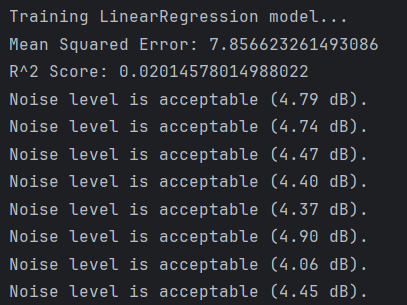 Training LinearRegression model...
Mean Squared Error: 7.856623261493086
R^2 Score: 0.02014578014988022
Noise level is acceptable (4.79 dB).
Noise level is acceptable (4.74 dB).
Noise level is acceptable (4.47 dB).
Noise level is acceptable (4.40 dB).
Noise level is acceptable (4.37 dB).
Noise level is acceptable (4.90 dB).
Noise level is acceptable (4.06 dB).
Noise level is acceptable (4.45 dB).